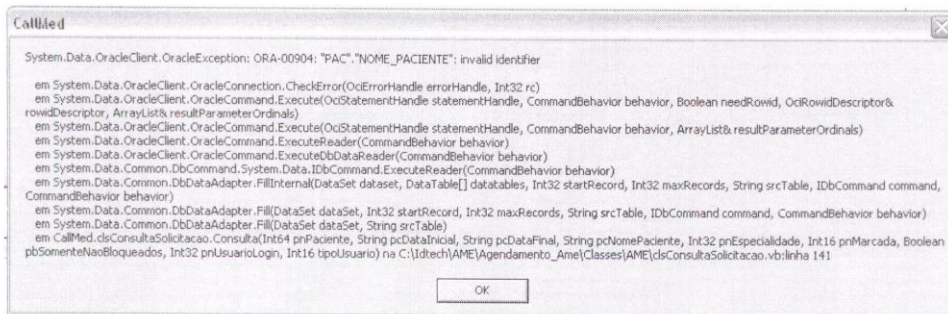 CallMed
System.Data.OracleClient.OracleException: ORA-00904: "PAC"."NOME_PACIENTE": invalid identifier
em System.Data.OracleClient.OracleConnection.CheckError(OciErrorHandle errorHandle, Int32 rc)
em System.Data.OracleClient.OracleCommand.Execute(OciStatementHandle statementHandle, CommandBehavior behavior, Boolean needRowid, OciRowidDescriptor&
rowidDescriptor, ArrayList& resultParameterOrdinals)
em System.Data.OracleClient.OracleCommand.Execute(OciStatementHandle statementHandle, CommandBehavior behavior, ArrayList& resultParameterOrdinals)
em System.Data.OracleClient.OracleCommand.ExecuteReader(CommandBehavior behavior)
em System.Data.OracleClient.OracleCommand.ExecuteDbDataReader(CommandBehavior behavior)
em System.Data.Common.DbCommand.System.Data.IDbCommand.ExecuteReader(CommandBehavior behavior)
em System.Data.Common.DbDataAdapter.FillInternal(DataSet dataset, DataTable[] datatables, Int32 startRecord, Int32 maxRecords, String srcTable, IDbCommand command,
CommandBehavior behavior)
em System.Data.Common.DbDataAdapter.Fill(DataSet dataSet, Int32 startRecord, Int32 maxRecords, String srcTable, IDbCommand command, CommandBehavior behavior)
em System.Data.Common.DbDataAdapter.Fill(DataSet dataSet, String srcTable)
em CallMed.clsConsultaSolicitacao.Consulta(Int64 pnPaciente, String pcDataInicial, String pcDataFinal, String pcNomePaciente, Int32 pnEspecialidade, Int16 pnMarcada, Boolean
pbSomenteNaoBloqueados, Int32 pnUsuarioLogin, Int16 tipoUsuario) na C:\Idtech\AME\Agendamento_Ame\Classes\AME\clsConsultaSolicitacao.vb:linha 141
OK